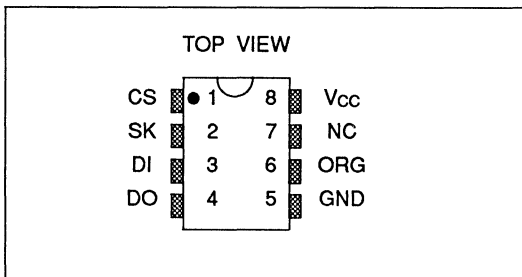 TOP VIEW
CS 1 8 Vcc
SK 2 7 NC
DI 3 6 ORG
DO 4 5 GND